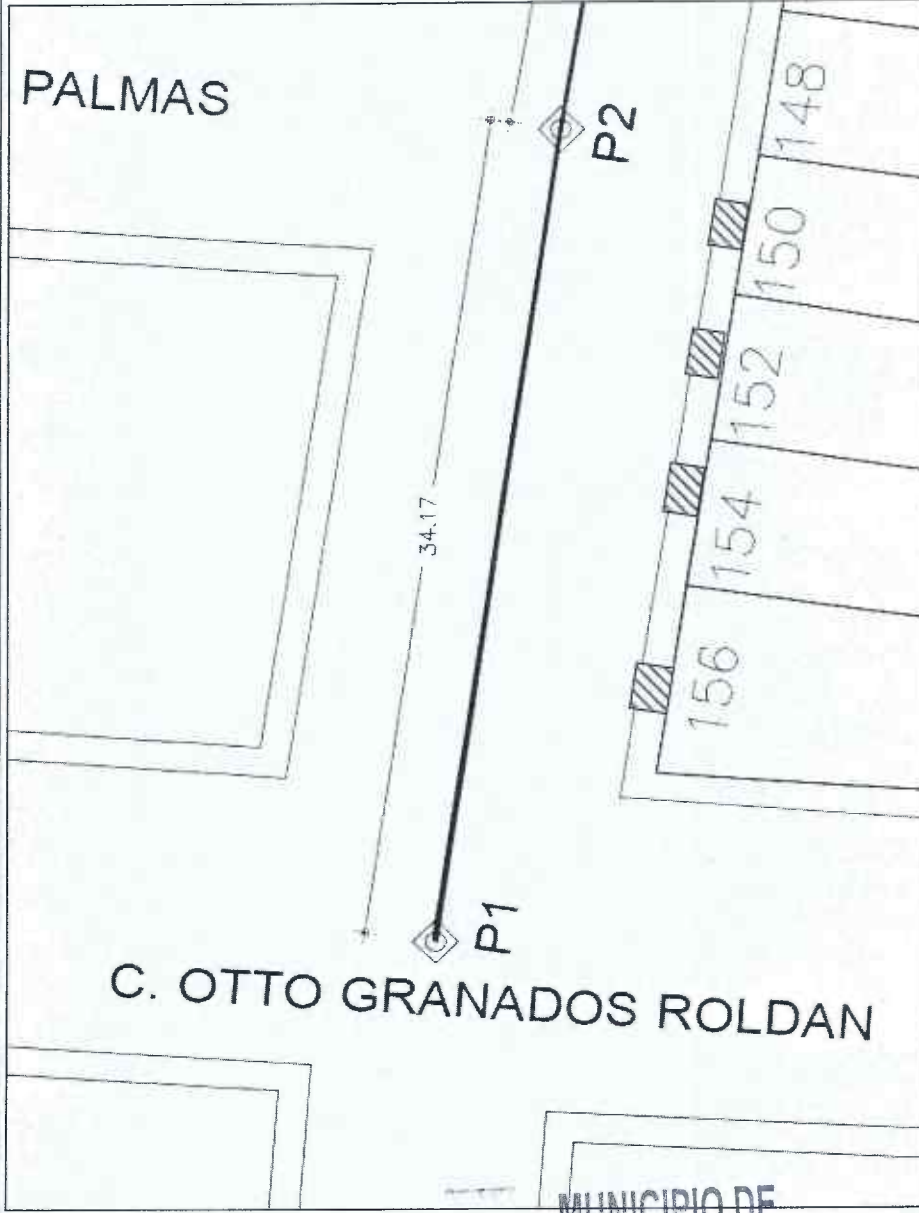 PALMAS
P2
148
150
152
154
156
34.17
P1
C. OTTO GRANADOS ROLDAN
MUNICIPIO DE